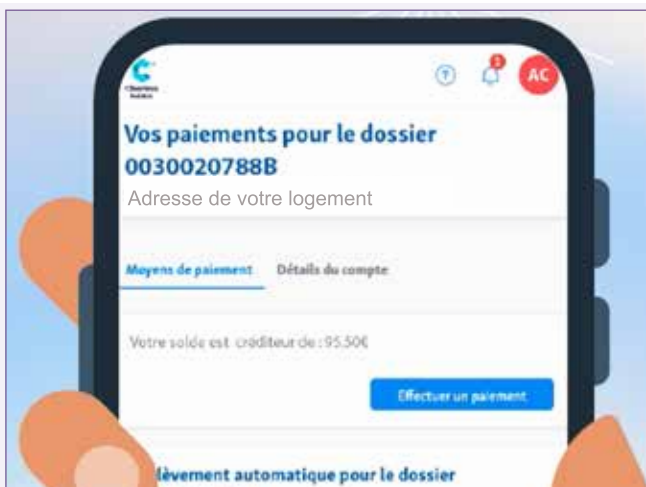 AC
Vos paiements pour le dossier
0030020788B
Adresse de votre logement
Moyens de paiement Détails du compte
Votre solde est créditeur de : 95.50€
Effectuer un paiement
lèvement automatique pour le dossier